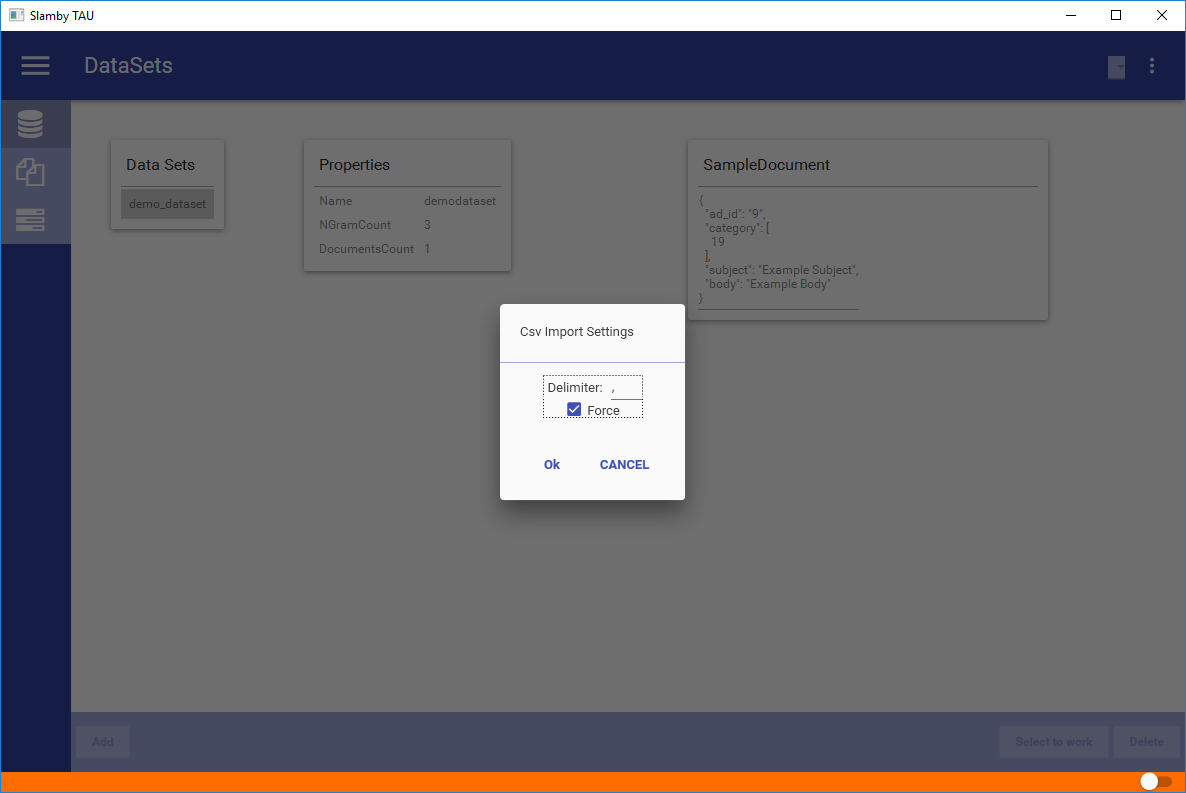 Slamby TAU
DataSets
Data Sets
demo_dataset
Properties
Name demodataset
NGramCount 3
DocumentsCount 1
SampleDocument
{
"ad_id": "9",
"category": [
19
],
"subject": "Example Subject",
"body": "Example Body"
}
Csv Import Settings
Delimiter: ,
Force
Ok CANCEL
Add
Select to work
Delete